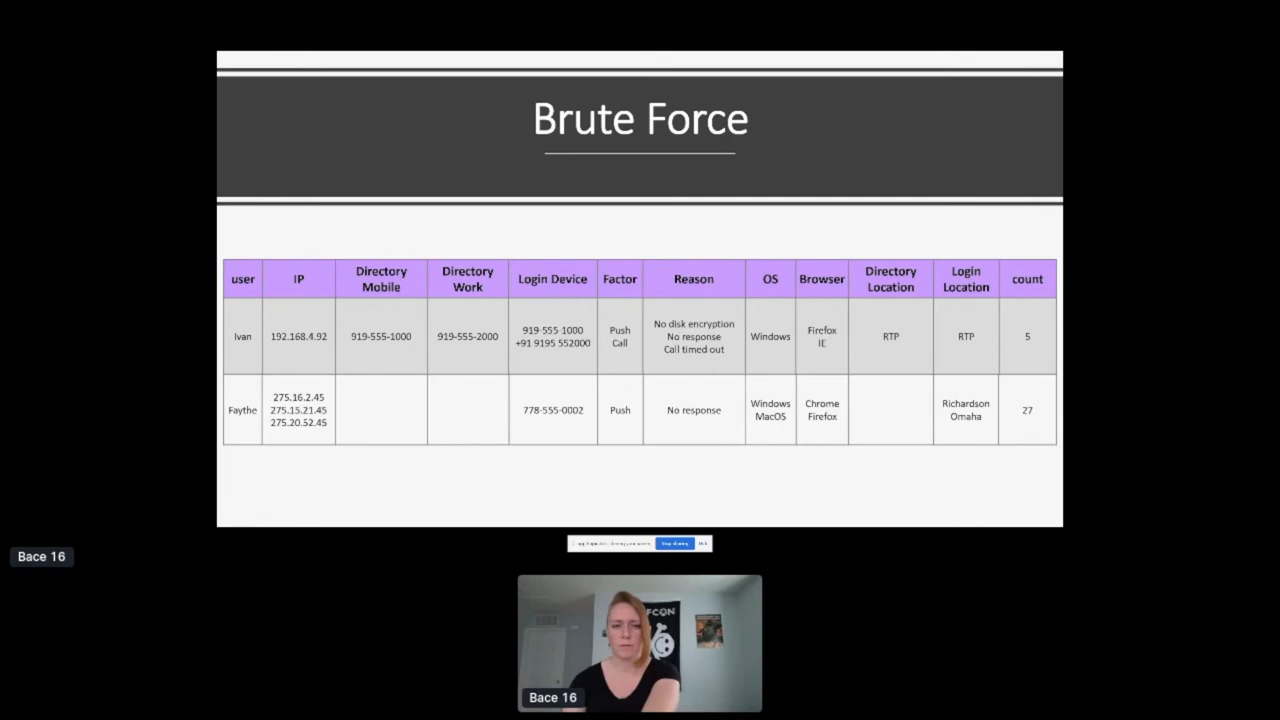 Brute Force
user IP Directory Mobile Directory Work Login Device Factor Reason OS Browser Directory Location Login Location count
Ivan 192.168.4.92 919-555-1000 919-555-2000 919-555-1000 +91 9195 552000 Push Call No disk encryption No response Call timed out Windows Firefox IE RTP RTP 5
Faythe 275.16.2.45 275.15.21.45 275.20.52.45 778-555-0002 Push No response Windows MacOS Chrome Firefox Richardson Omaha 27
Bace 16
Stop sharing
Bace 16